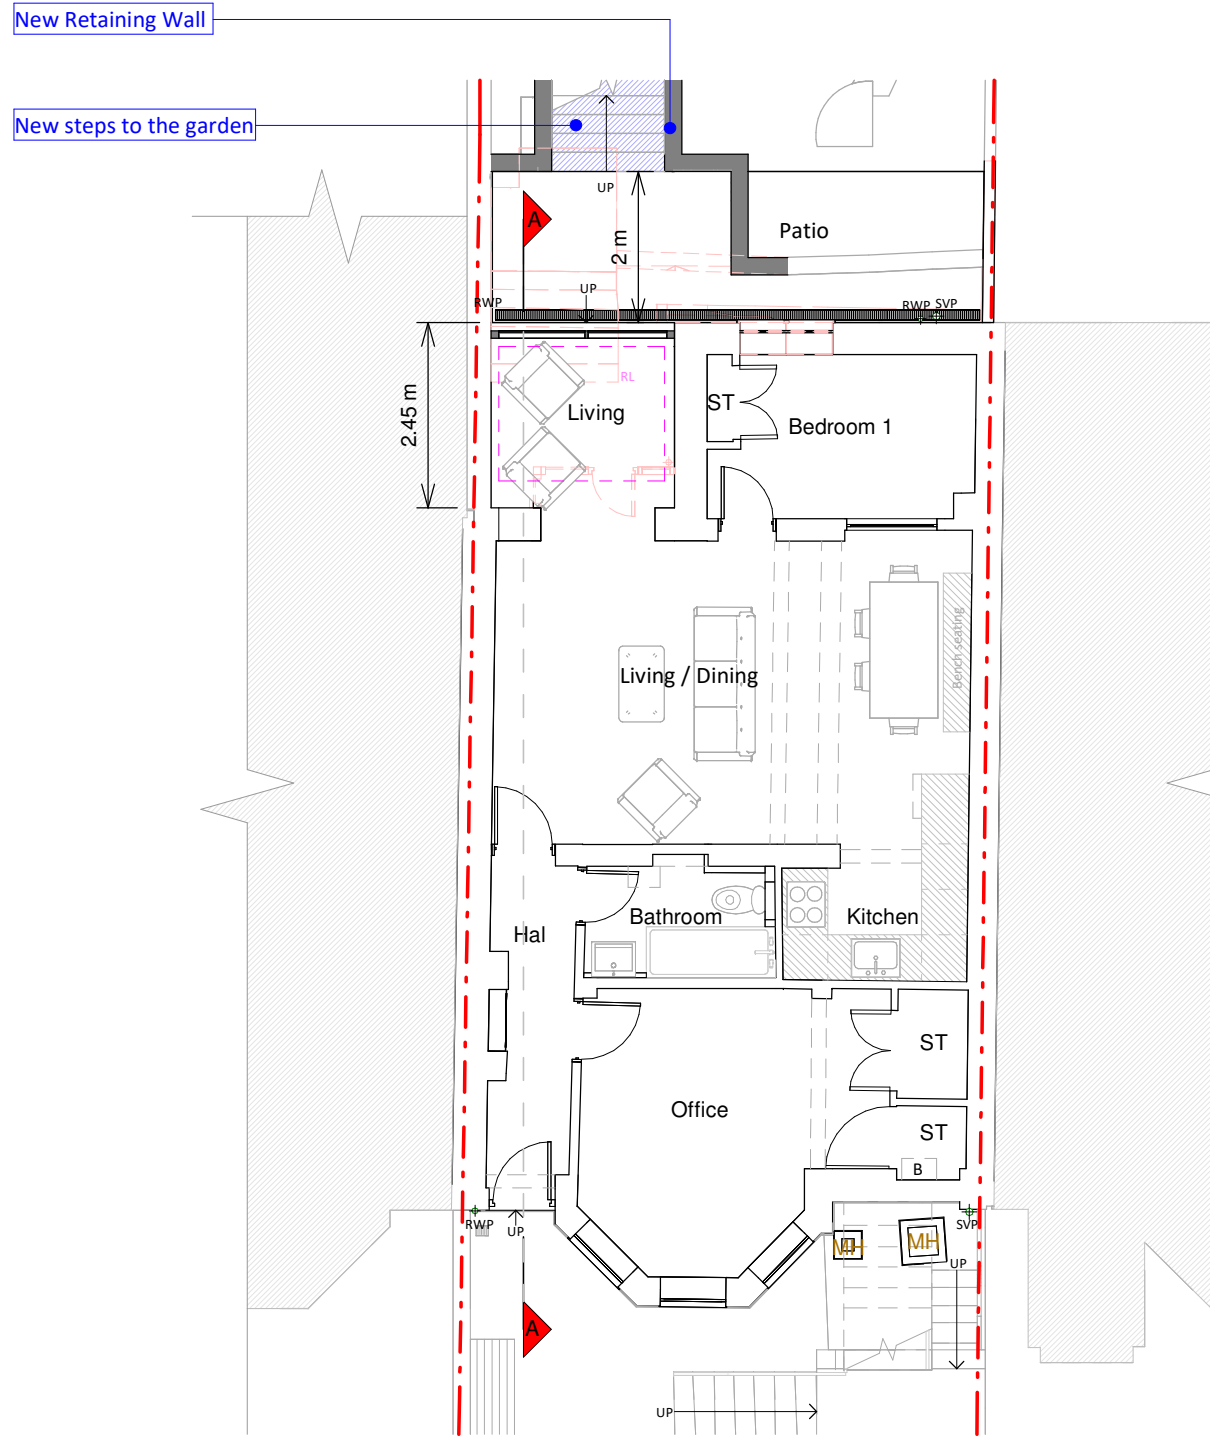 New Retaining Wall
New steps to the garden
UP
A
Patio
2 m
UP
RWP
RWP
SVP
2.45 m
RL
Living
ST
Bedroom 1
Bench seating
Living / Dining
Hal
Bathroom
Kitchen
ST
Office
ST
B
RWP
UP
SVP
MH
MH
UP
A
UP